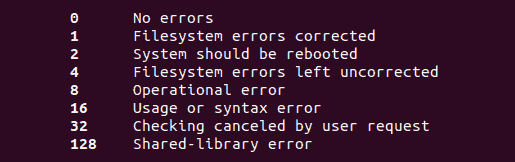 0 No errors
1 Filesystem errors corrected
2 System should be rebooted
4 Filesystem errors left uncorrected
8 Operational error
16 Usage or syntax error
32 Checking canceled by user request
128 Shared-library error